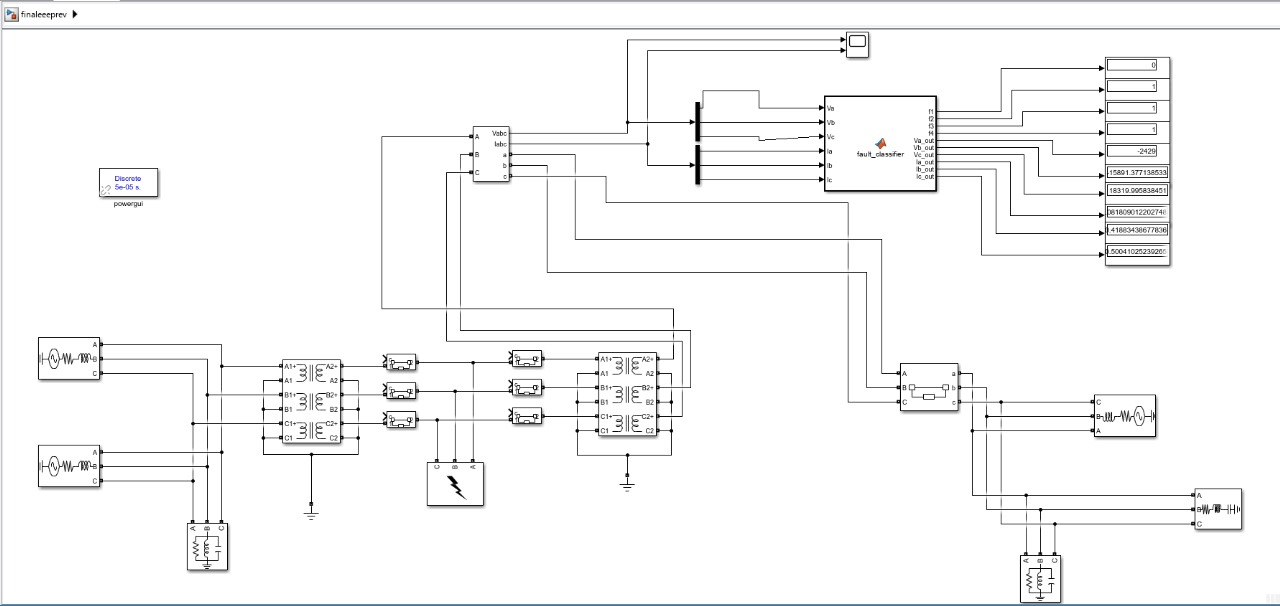 finaleeeprev
Discrete
5e-05 s.
powergui
A
B
C
Vabc
Iabc
a
b
c
Va
Vb
Vc
Ia
Ib
Ic
fault_classifier
f1
f2
f3
f4
Va_out
Vb_out
Vc_out
Ia_out
Ib_out
Ic_out
0
1
1
1
-2429
15891.377138533
18319.995838451
A
B
C
A
B
C
A
B
C
A1+
A1
B1+
B1
C1+
C1
A2+
A2
B2+
B2
C2+
C2
C
B
A
A1+
A1
B1+
B1
C1+
C1
A2+
A2
B2+
B2
C2+
C2
A
B
C
a
b
c
C
B
A
A
B
C
A
B
C